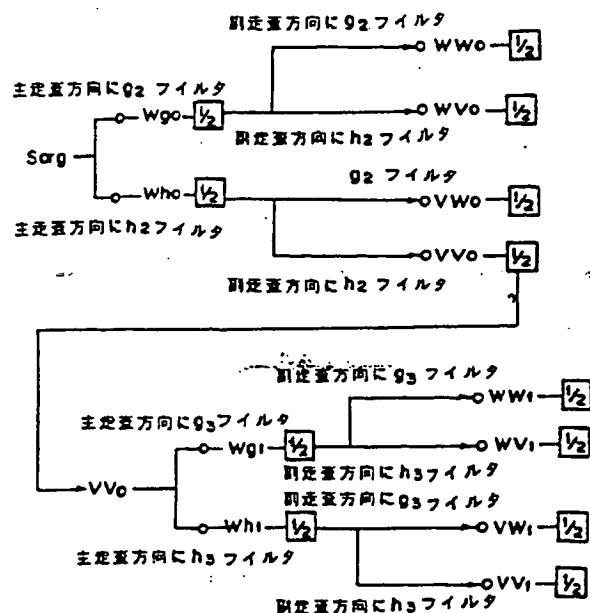 副走査方向にg2フィルタ
WW0 1/2
主走査方向にg2フィルタ
Wg0 1/2 WV0 1/2
副走査方向にh2フィルタ
Sorg
g2フィルタ
Wh0 1/2 VW0 1/2
主走査方向にh2フィルタ
VV0 1/2
副走査方向にh2フィルタ
副走査方向にg3フィルタ
WW1 1/2
主走査方向にg3フィルタ
Wg1 1/2 WV1 1/2
副走査方向にh3フィルタ
VV0
副走査方向にg3フィルタ
Wh1 1/2 VW1 1/2
主走査方向にh3フィルタ
VV1 1/2
副走査方向にh3フィルタ